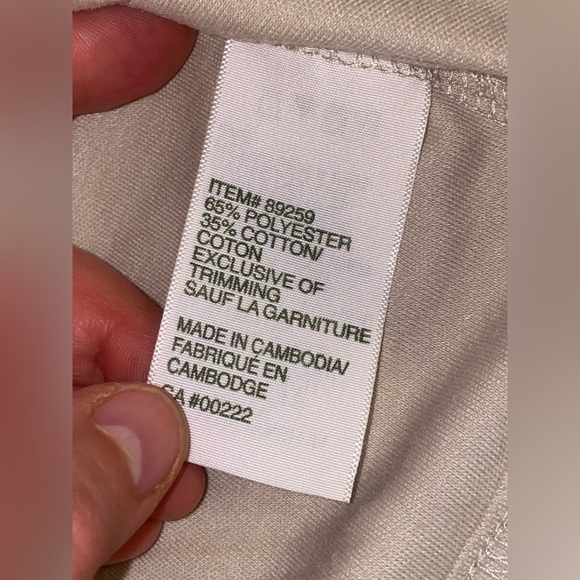 ITEM# 89259
65% POLYESTER
35% COTTON/
COTON
EXCLUSIVE OF
TRIMMING
SAUF LA GARNITURE
MADE IN CAMBODIA/
FABRIQUÉ EN
CAMBODGE
#00222